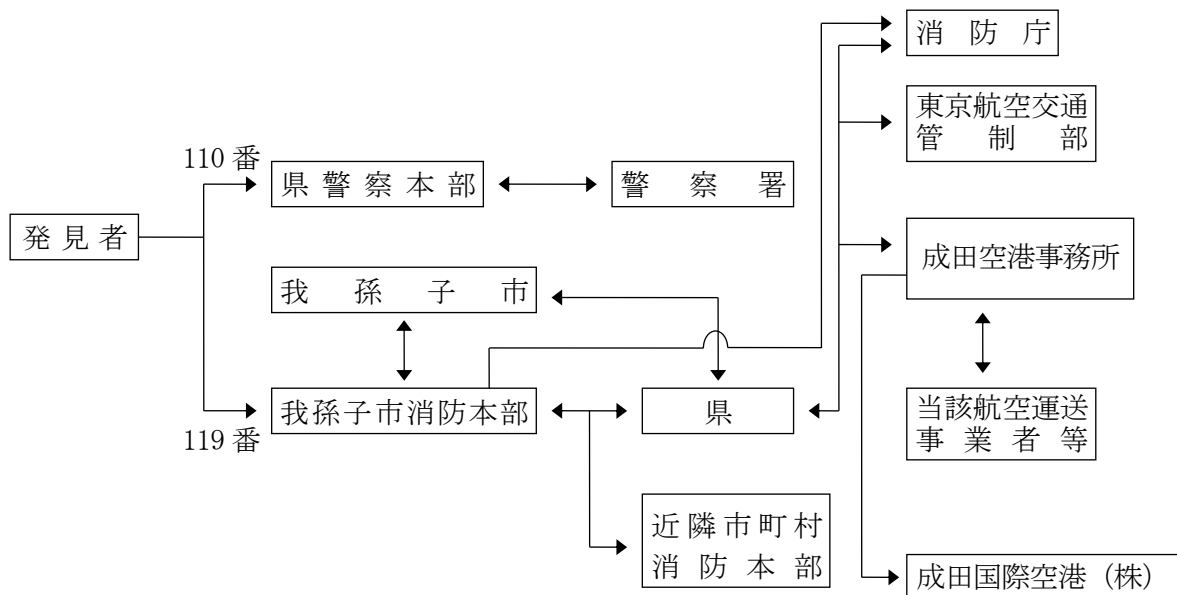 消防庁
東京航空交通
管制部
110 番
県警察本部
警察署
発見者
成田空港事務所
我孫子市
我孫子市消防本部
県
当該航空運送
事業者等
119 番
近隣市町村
消防本部
成田国際空港（株）